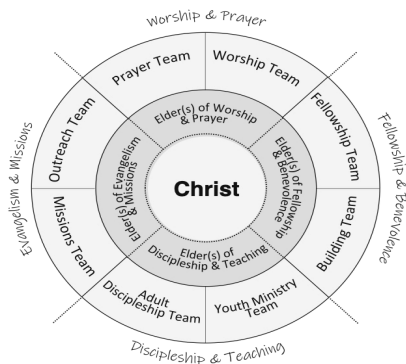 Worship & Prayer
Prayer Team
Worship Team
Outreach Team
Fellowship Team
Elder(s) of Worship
& Prayer
Evangelism & Missions
Elder(s) of Evangelism
& Missions
Christ
Elder(s) of Fellowship
& Benevolence
Fellowship & Benevolence
Missions Team
Building Team
Elder(s) of
Discipleship & Teaching
Adult
Discipleship Team
Youth Ministry
Team
Discipleship & Teaching